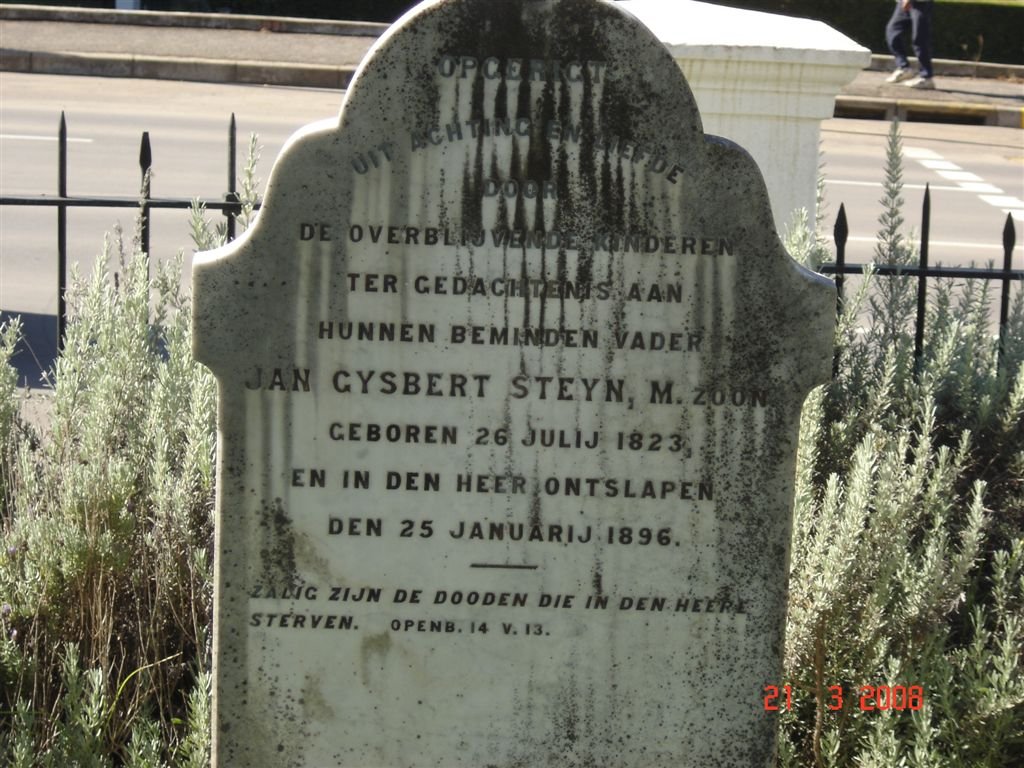 OPGERIGT
UIT ACHTING EN LIEFDE
DOOR
DE OVERBLIJVENDE KINDEREN
TER GEDACHTENIS AAN
HUNNEN BEMINDEN VADER
JAN GYSBERT STEYN, M. ZOON
GEBOREN 26 JULIJ 1823,
EN IN DEN HEER ONTSLAPEN
DEN 25 JANUARIJ 1896.
ZALIG ZIJN DE DOODEN DIE IN DEN HEERE
STERVEN. OPENB. 14 V. 13.
21 3 2008